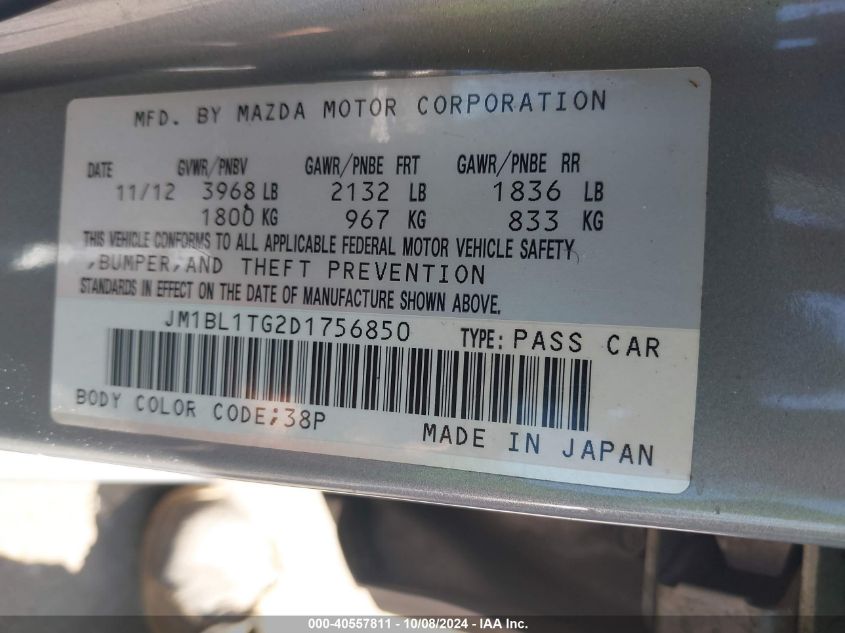 MFD. BY MAZDA MOTOR CORPORATION
DATE GVWR/PNBV GAWR/PNBE FRT GAWR/PNBE RR
11/12 3968 LB 2132 LB 1836 LB
1800 KG 967 KG 833 KG
THIS VEHICLE CONFORMS TO ALL APPLICABLE FEDERAL MOTOR VEHICLE SAFETY
,BUMPER,AND THEFT PREVENTION
STANDARDS IN EFFECT ON THE DATE OF MANUFACTURE SHOWN ABOVE.
JM1BL1TG2D1756850 TYPE: PASS CAR
BODY COLOR CODE;38P
MADE IN JAPAN
000-40557811 - 10/08/2024 - IAA, Inc.